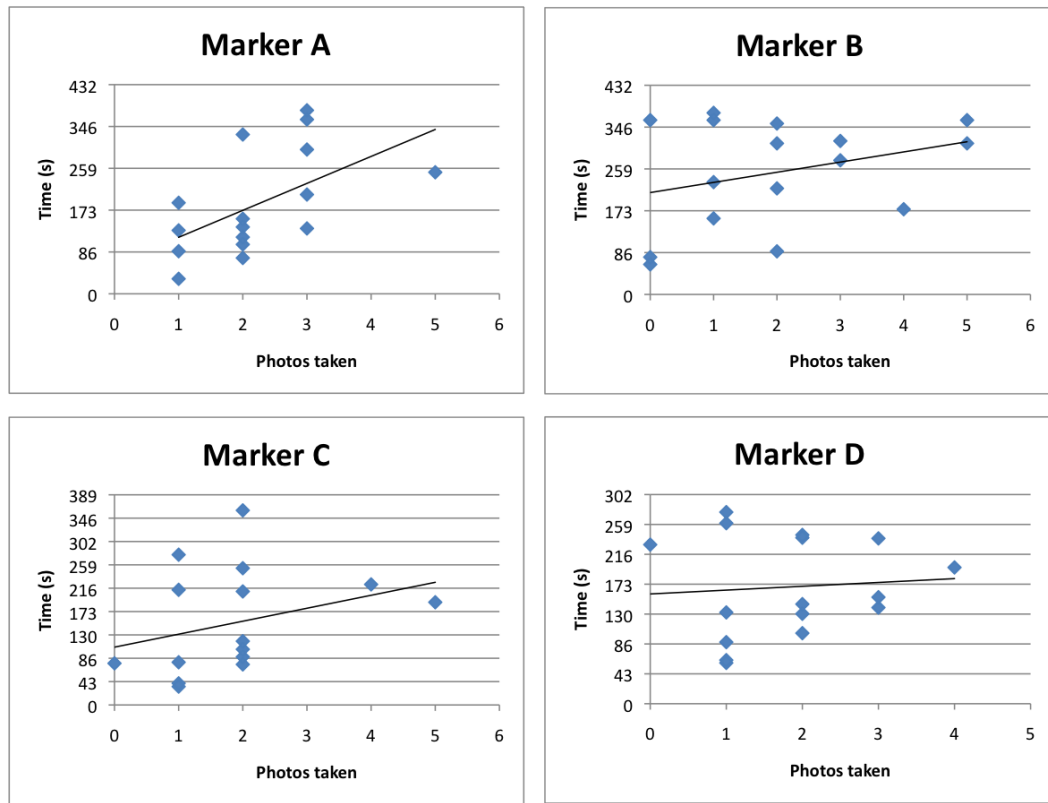 Marker A
432
346
259
173
86
0
Time (s)
0 1 2 3 4 5 6
Photos taken
Marker B
432
346
259
173
86
0
Time (s)
0 1 2 3 4 5 6
Photos taken
Marker C
389
346
302
259
216
173
130
86
43
0
Time (s)
0 1 2 3 4 5 6
Photos taken
Marker D
302
259
216
173
130
86
43
0
Time (s)
0 1 2 3 4 5
Photos taken